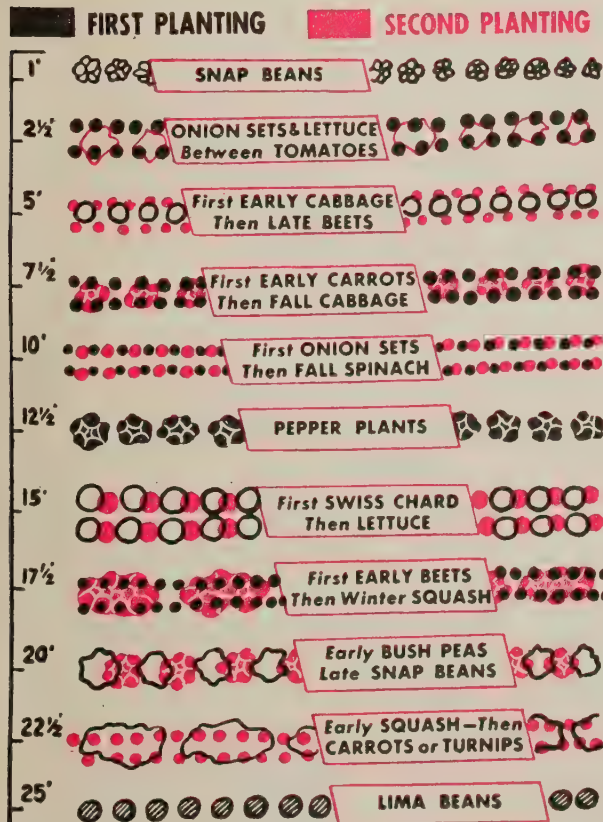 FIRST PLANTING SECOND PLANTING
1' SNAP BEANS
2½' ONION SETS & LETTUCE
Between TOMATOES
5' First EARLY CABBAGE
Then LATE BEETS
7½' First EARLY CARROTS
Then FALL CABBAGE
10' First ONION SETS
Then FALL SPINACH
12½' PEPPER PLANTS
15' First SWISS CHARD
Then LETTUCE
17½' First EARLY BEETS
Then Winter SQUASH
20' Early BUSH PEAS
Late SNAP BEANS
22½' Early SQUASH—Then
CARROTS or TURNIPS
25' LIMA BEANS